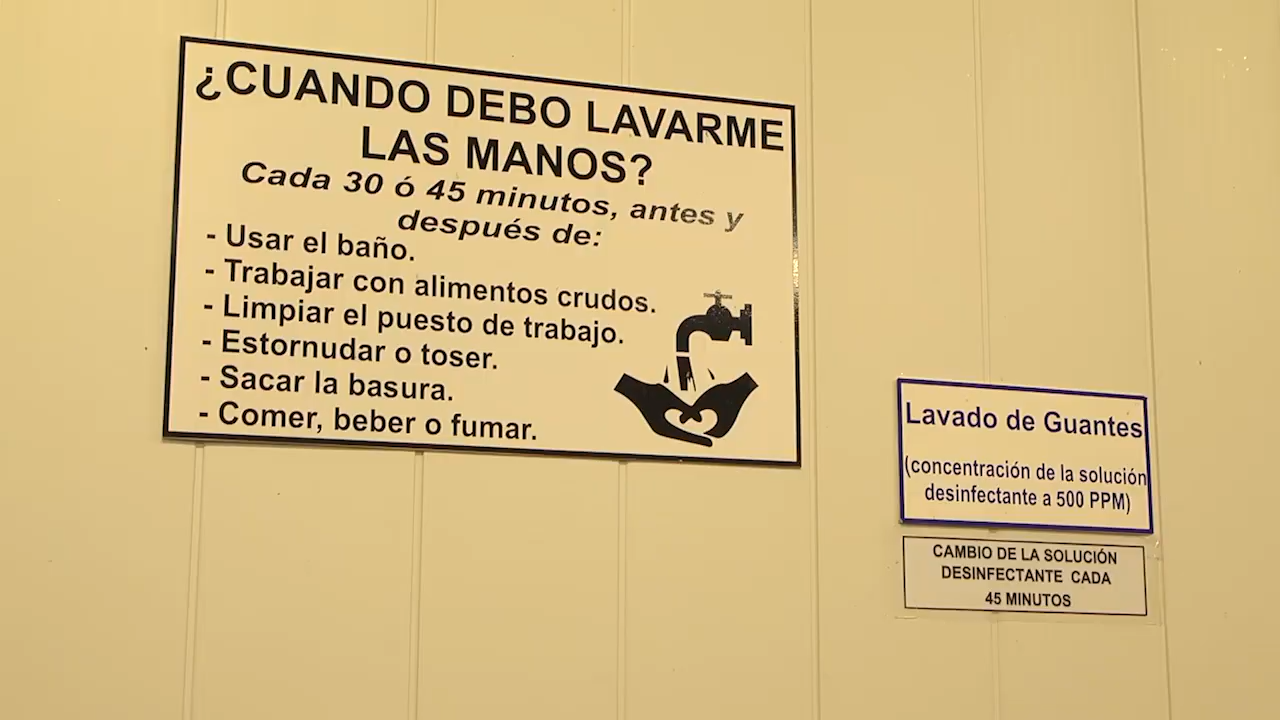 ¿CUANDO DEBO LAVARME
LAS MANOS?
Cada 30 ó 45 minutos, antes y
después de:
- Usar el baño.
- Trabajar con alimentos crudos.
- Limpiar el puesto de trabajo.
- Estornudar o toser.
- Sacar la basura.
- Comer, beber o fumar.
Lavado de Guantes
(concentración de la solución
desinfectante a 500 PPM)
CAMBIO DE LA SOLUCIÓN
DESINFECTANTE CADA
45 MINUTOS